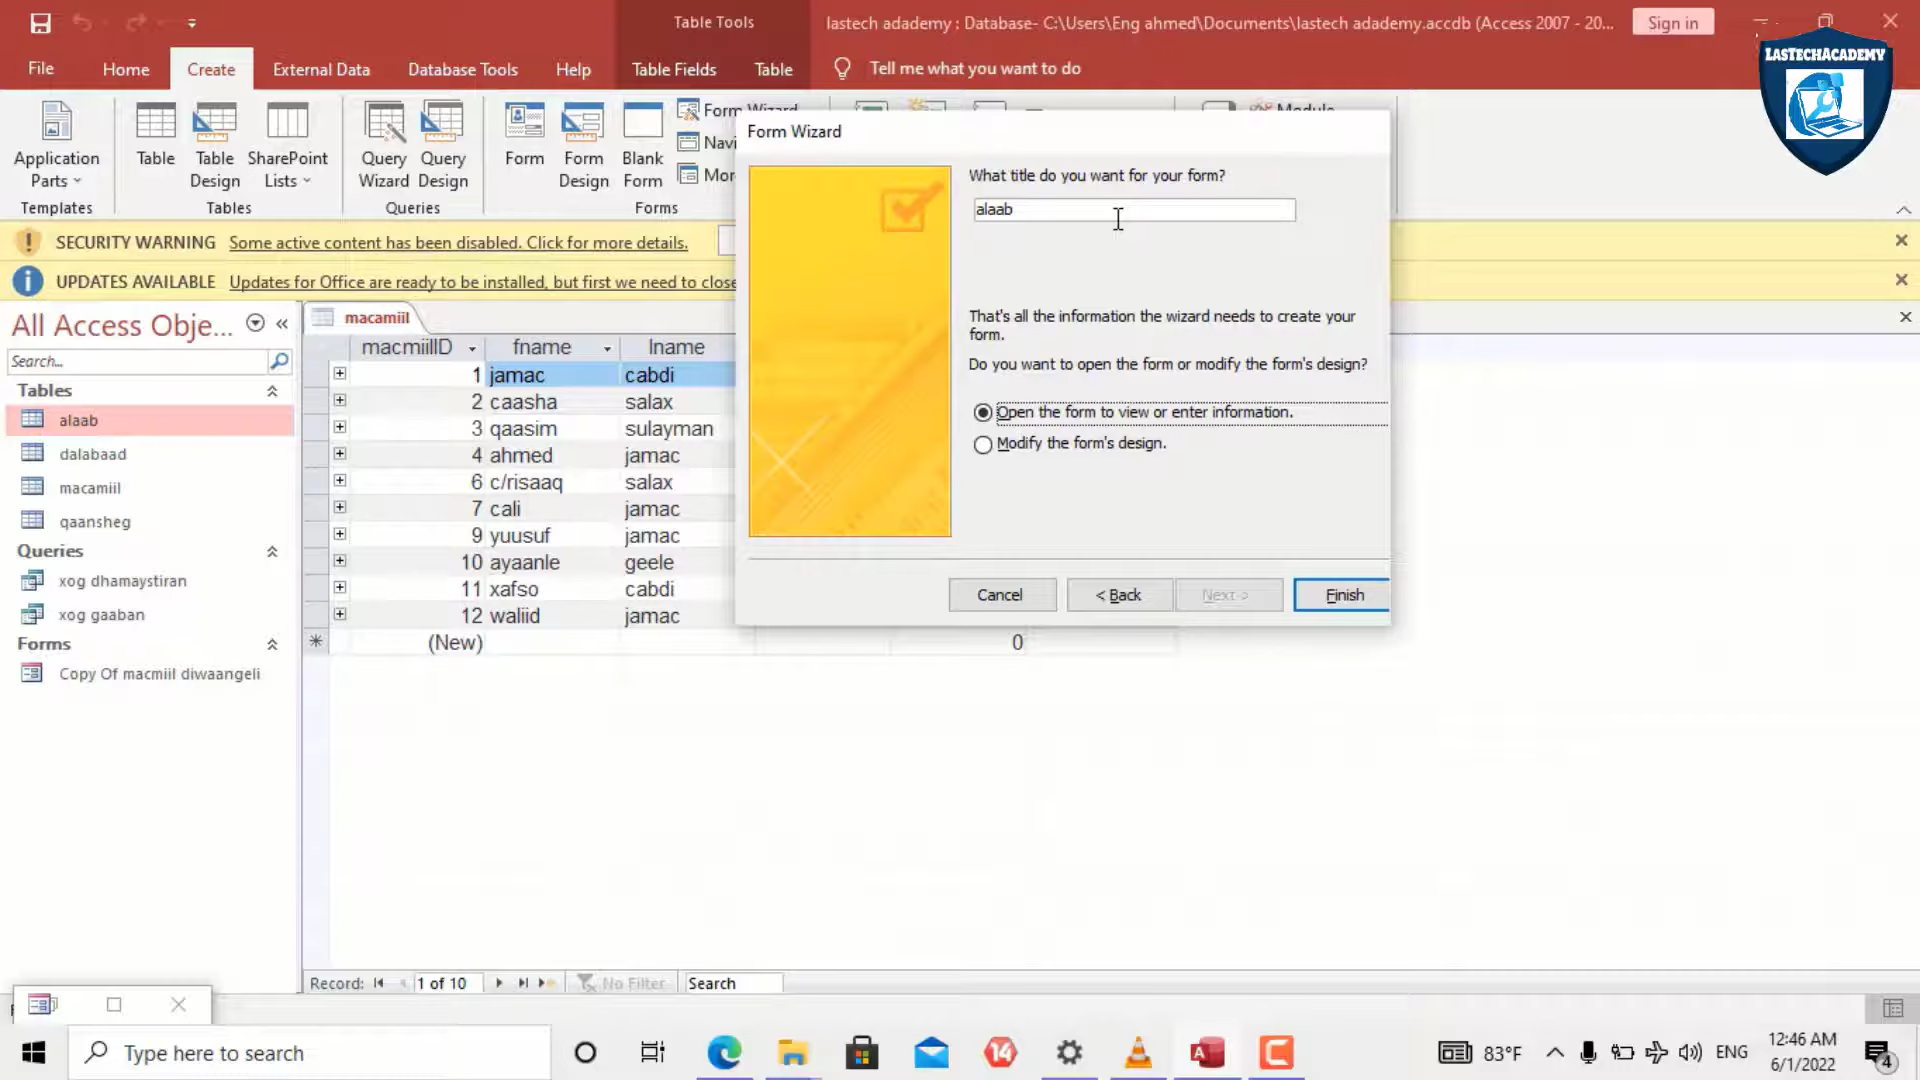 Table Tools
lastech adademy : Database- C:\Users\Eng ahmed\Documents\lastech adademy.accdb (Access 2007 - 20...
Sign in
File
Home
Create
External Data
Database Tools
Help
Table Fields
Table
Tell me what you want to do
LASTECHACADEMY
Application
Parts
Table
Table
Design
SharePoint
Lists
Query
Wizard
Query
Design
Form
Form
Design
Blank
Form
Form Wizard
Navi
Mor
Module
Templates
Tables
Queries
Forms
SECURITY WARNING Some active content has been disabled. Click for more details.
UPDATES AVAILABLE Updates for Office are ready to be installed, but first we need to close
All Access Obje...
Search...
Tables
alaab
dalabaad
macamiil
qaansheg
Queries
xog dhamaystiran
xog gaaban
Forms
Copy Of macmiil diwaangeli
macamiil
macmiilID fname lname
1 jamac cabdi
2 caasha salax
3 qaasim sulayman
4 ahmed jamac
6 c/risaaq salax
7 cali jamac
9 yuusuf jamac
10 ayaanle geele
11 xafso cabdi
12 waliid jamac
(New) 0
Form Wizard
What title do you want for your form?
alaab
That's all the information the wizard needs to create your
form.
Do you want to open the form or modify the form's design?
Open the form to view or enter information.
Modify the form's design.
Cancel
< Back
Next >
Finish
Record: 1 of 10 No Filter Search
Type here to search
14
83°F
ENG
12:46 AM
6/1/2022
4